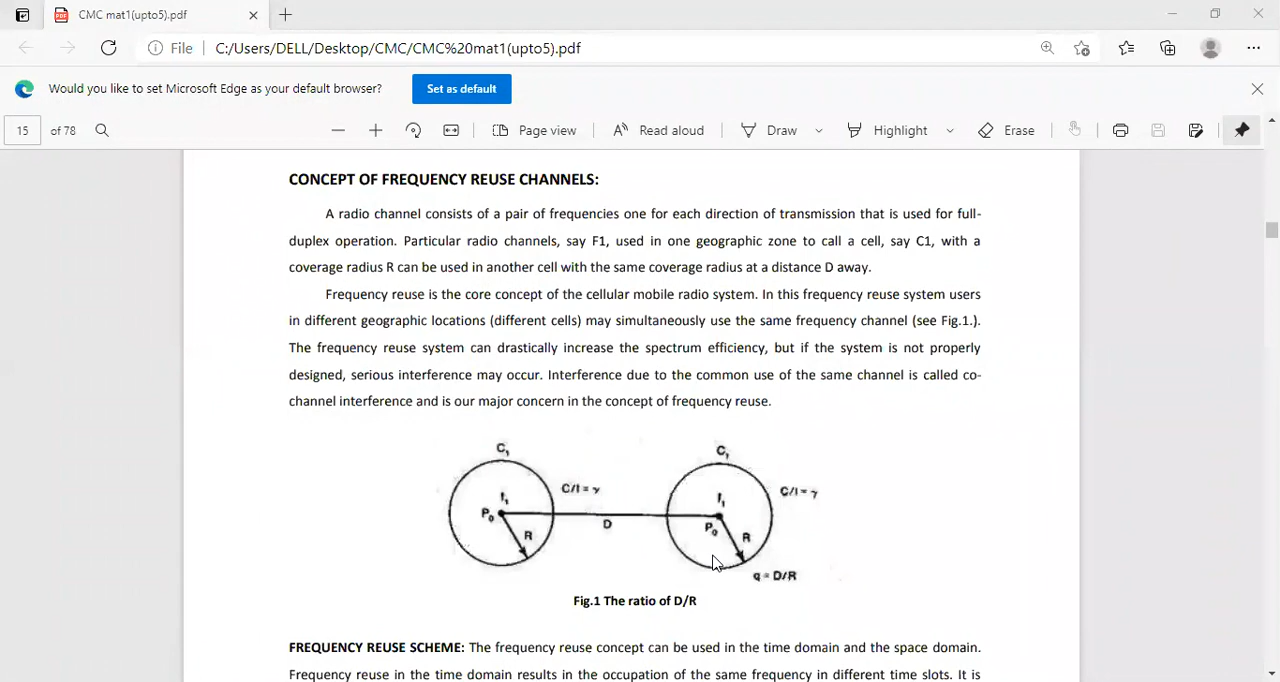 CMC mat1(upto5).pdf
File C:/Users/DELL/Desktop/CMC/CMC%20mat1(upto5).pdf
Would you like to set Microsoft Edge as your default browser? Set as default
15 of 78 Page view Read aloud Draw Highlight Erase
CONCEPT OF FREQUENCY REUSE CHANNELS:
A radio channel consists of a pair of frequencies one for each direction of transmission that is used for full-
duplex operation. Particular radio channels, say F1, used in one geographic zone to call a cell, say C1, with a
coverage radius R can be used in another cell with the same coverage radius at a distance D away.
Frequency reuse is the core concept of the cellular mobile radio system. In this frequency reuse system users
in different geographic locations (different cells) may simultaneously use the same frequency channel (see Fig.1.).
The frequency reuse system can drastically increase the spectrum efficiency, but if the system is not properly
designed, serious interference may occur. Interference due to the common use of the same channel is called co-
channel interference and is our major concern in the concept of frequency reuse.
C₁ C₁
C/I = γ C/I = γ
f₁ f₁
P₀ P₀
D
R R
q = D/R
Fig.1 The ratio of D/R
FREQUENCY REUSE SCHEME: The frequency reuse concept can be used in the time domain and the space domain.
Frequency reuse in the time domain results in the occupation of the same frequency in different time slots. It is